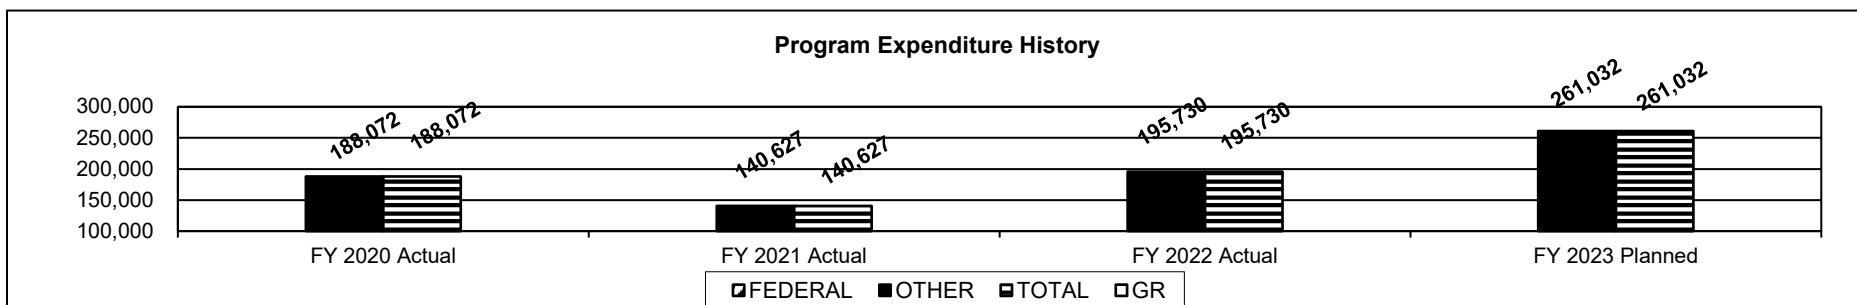 Program Expenditure History
300,000
250,000
200,000
150,000
100,000
188,072
188,072
140,627
140,627
195,730
195,730
261,032
261,032
FY 2020 Actual
FY 2021 Actual
FY 2022 Actual
FY 2023 Planned
FEDERAL OTHER TOTAL GR